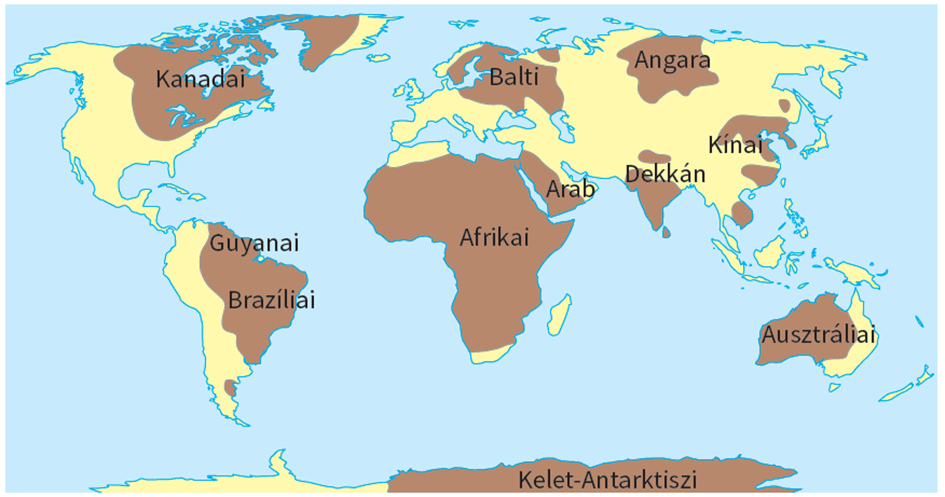 Kanadai
Balti
Angara
Kínai
Dekkán
Arab
Afrikai
Guyanai
Brazíliai
Ausztráliai
Kelet-Antarktiszi